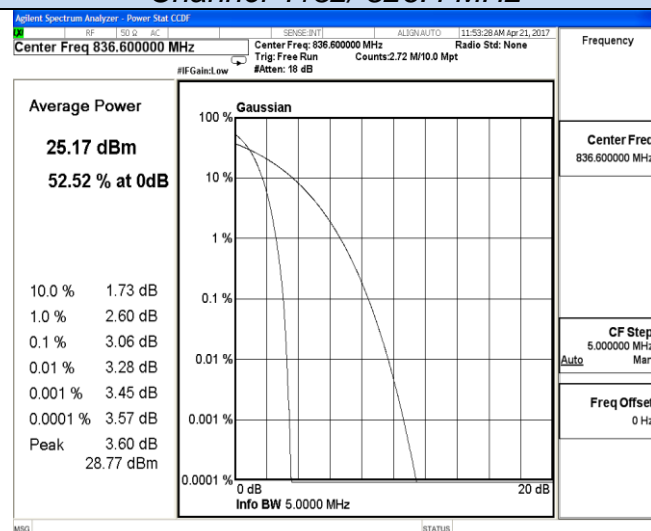 Agilent Spectrum Analyzer - Power Stat CCDF
RF 50 Ω AC SENSE:INT ALIGN AUTO 11:53:28 AM Apr 21, 2017
Center Freq 836.600000 MHz
Center Freq: 836.600000 MHz Radio Std: None
Trig: Free Run Counts:2.72 M/10.0 Mpt
#IFGain:Low #Atten: 18 dB
Frequency
Average Power
25.17 dBm
52.52 % at 0dB
10.0 % 1.73 dB
1.0 % 2.60 dB
0.1 % 3.06 dB
0.01 % 3.28 dB
0.001 % 3.45 dB
0.0001 % 3.57 dB
Peak 3.60 dB
28.77 dBm
Gaussian
100 %
10 %
1 %
0.1 %
0.01 %
0.001 %
0.0001 %
0 dB 20 dB
Info BW 5.0000 MHz
Center Freq
836.600000 MHz
CF Step
5.000000 MHz
Auto Man
Freq Offset
0 Hz
MSG STATUS